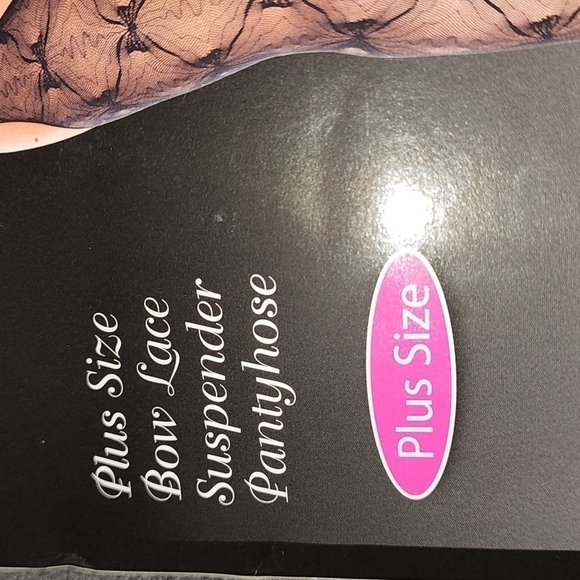 Plus Size
Bow Lace
Suspender
Pantyhose
Plus Size